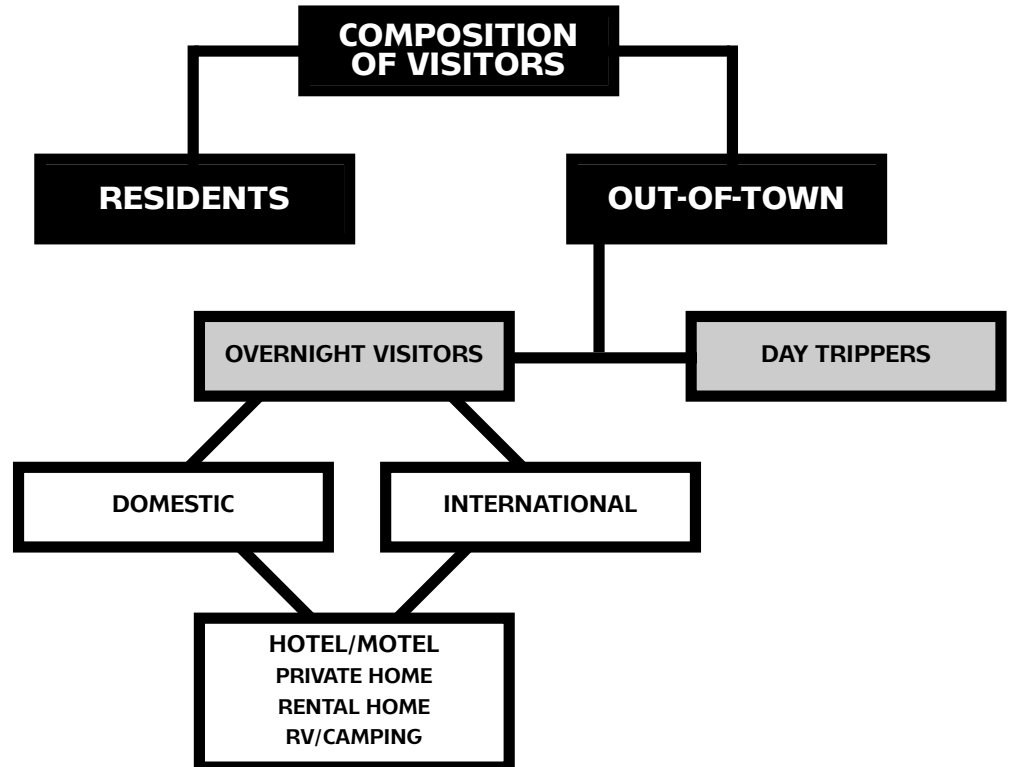 COMPOSITION
OF VISITORS
RESIDENTS
OUT-OF-TOWN
OVERNIGHT VISITORS
DAY TRIPPERS
DOMESTIC
INTERNATIONAL
HOTEL/MOTEL
PRIVATE HOME
RENTAL HOME
RV/CAMPING